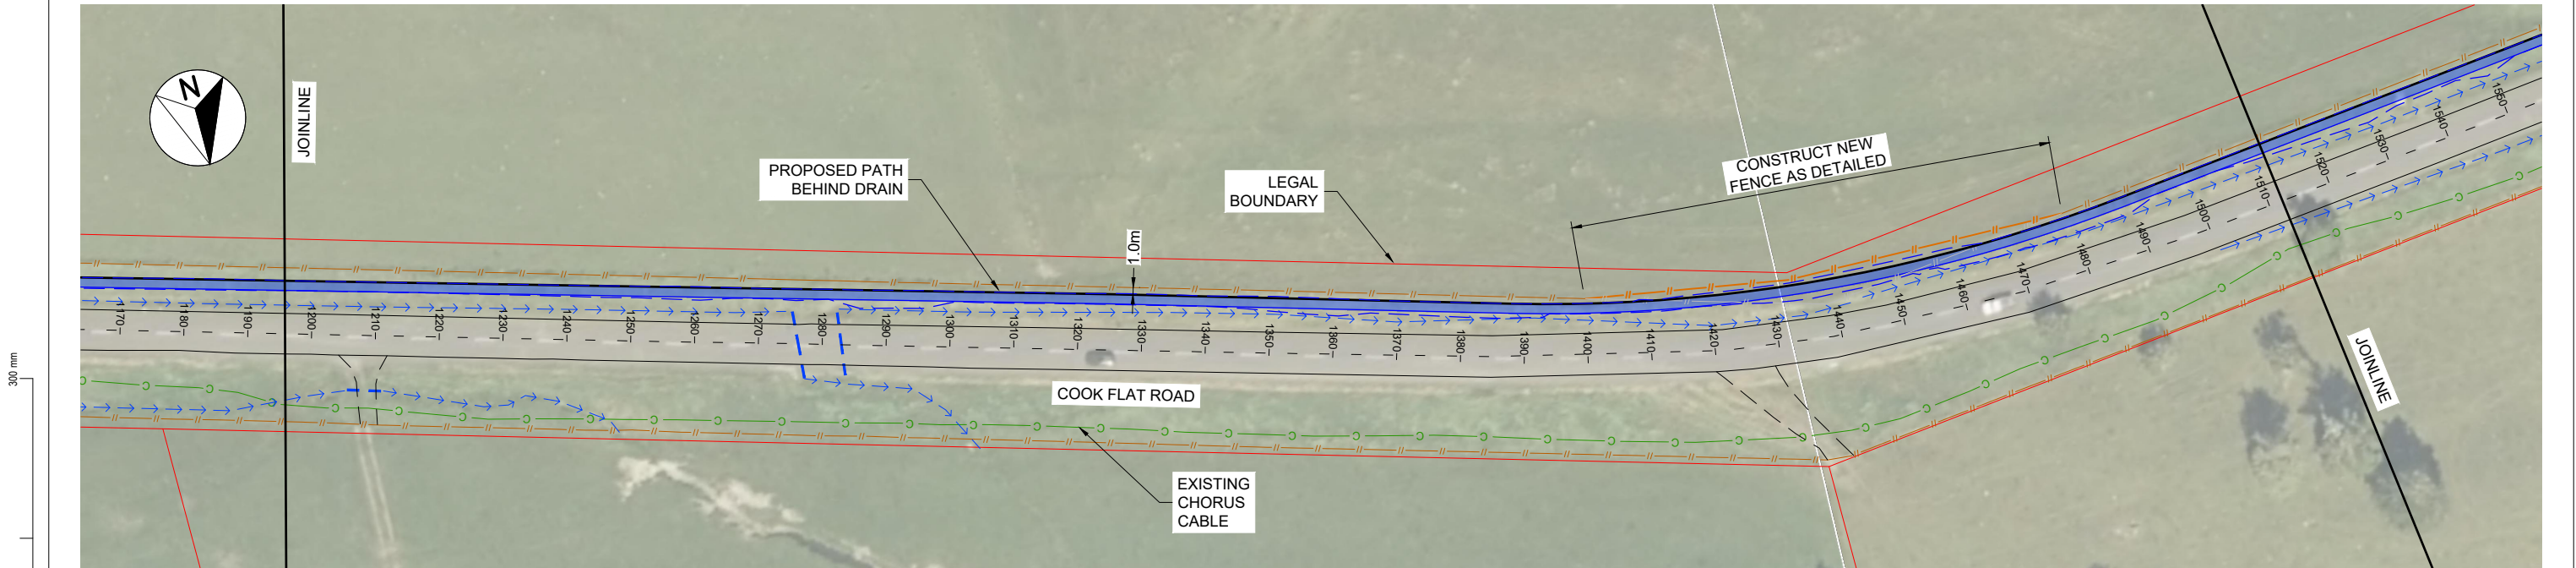 N
JOINLINE
PROPOSED PATH
BEHIND DRAIN
1.0m
LEGAL
BOUNDARY
CONSTRUCT NEW
FENCE AS DETAILED
1170
1180
1190
1200
1210
1220
1230
1240
1250
1260
1270
1280
1290
1300
1310
1320
1330
1340
1350
1360
1370
1380
1390
1400
1410
1420
1430
1440
1450
1460
1470
1480
1490
1500
1510
1520
1530
1540
1550
COOK FLAT ROAD
EXISTING
CHORUS
CABLE
JOINLINE
300 mm
C C C C C C C C C C C C C C C C C C C C C C C C C C C C C C C C C C C C C C C